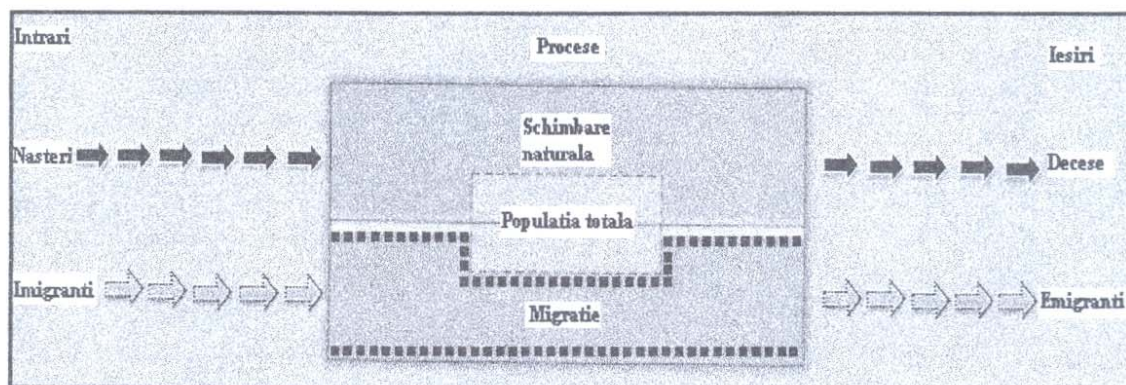 Intrari
Procese
Iesiri
Schimbare
naturala
Nasteri
Decese
Populatia totala
Imigranti
Emigranti
Migratie